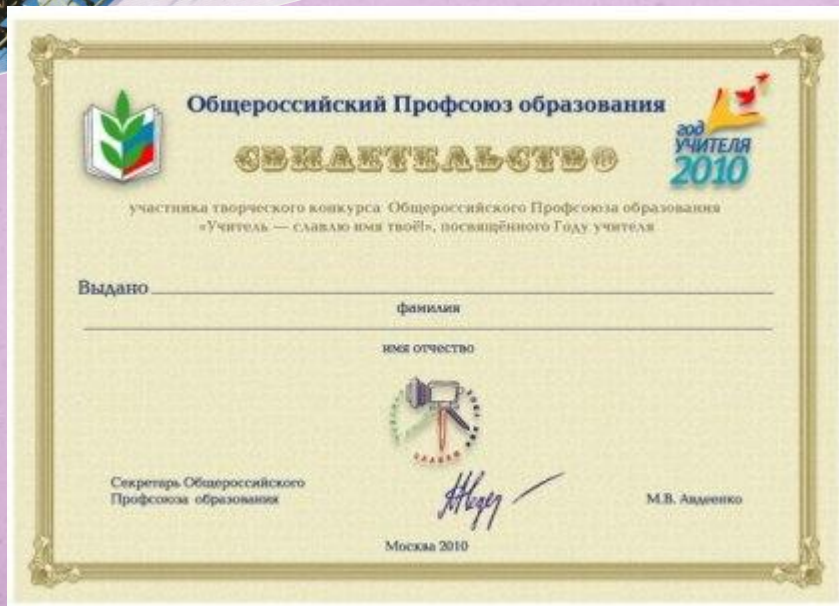 Общероссийский Профсоюз образования
год
УЧИТЕЛЯ
2010
СВИДЕТЕЛЬСТВО
участника творческого конкурса Общероссийского Профсоюза образования
«Учитель — славлю имя твоё!», посвящённого Году учителя
Выдано
фамилия
имя отчество
СЛАВЛЮ
Секретарь Общероссийского
Профсоюза образования
М.В. Авдеенко
Москва 2010